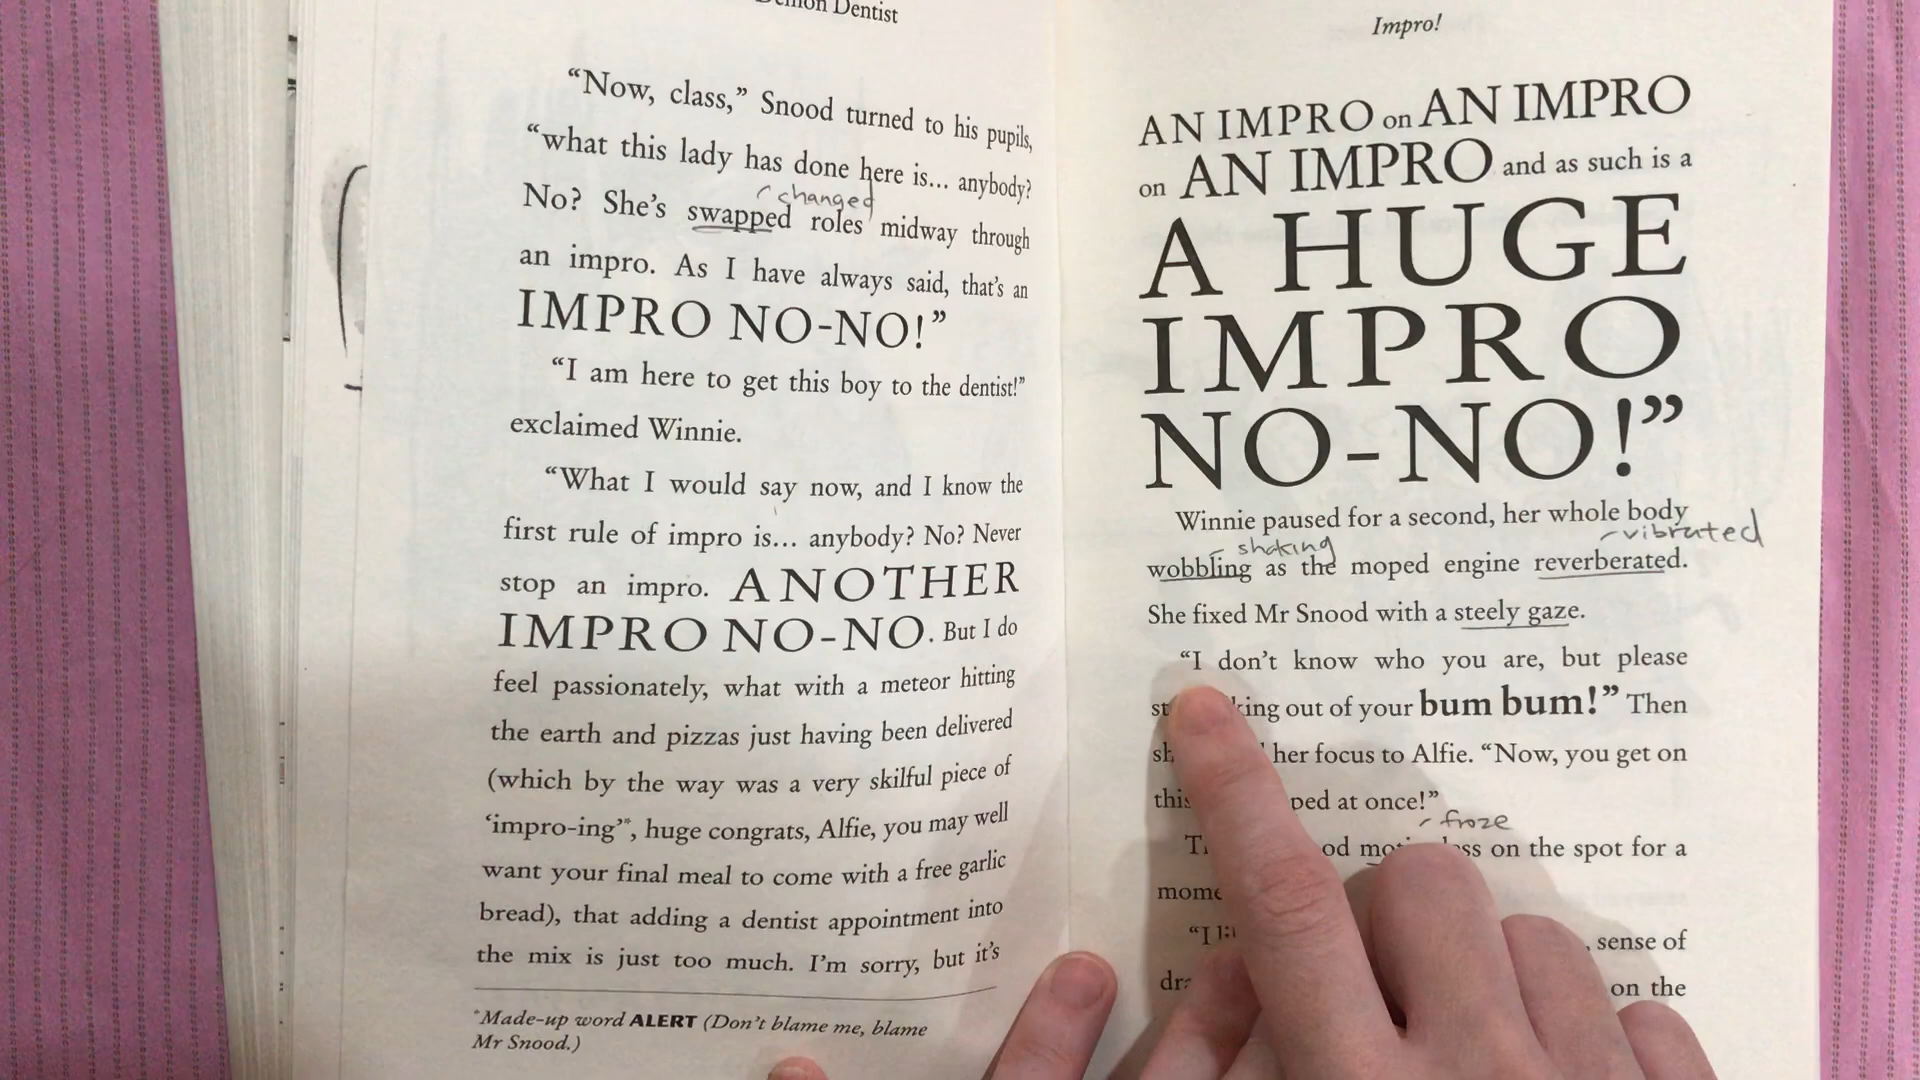 Demon Dentist
“Now, class,” Snood turned to his pupils,
“what this lady has done here is... anybody?
changed
No? She’s swapped roles midway through
an impro. As I have always said, that’s an
IMPRO NO-NO!”
“I am here to get this boy to the dentist!”
exclaimed Winnie.
“What I would say now, and I know the
first rule of impro is... anybody? No? Never
stop an impro. ANOTHER
IMPRO NO-NO. But I do
feel passionately, what with a meteor hitting
the earth and pizzas just having been delivered
(which by the way was a very skilful piece of
‘impro-ing’*, huge congrats, Alfie, you may well
want your final meal to come with a free garlic
bread), that adding a dentist appointment into
the mix is just too much. I’m sorry, but it’s
*Made-up word ALERT (Don’t blame me, blame
Mr Snood.)
Impro!
AN IMPRO on AN IMPRO
on AN IMPRO and as such is a
A HUGE
IMPRO
NO-NO!”
Winnie paused for a second, her whole body
shaking vibrated
wobbling as the moped engine reverberated.
She fixed Mr Snood with a steely gaze.
“I don’t know who you are, but please
out of your bum bum!” Then
her focus to Alfie. “Now, you get on
at once!”
froze
on the spot for a
“I
sense of
on the